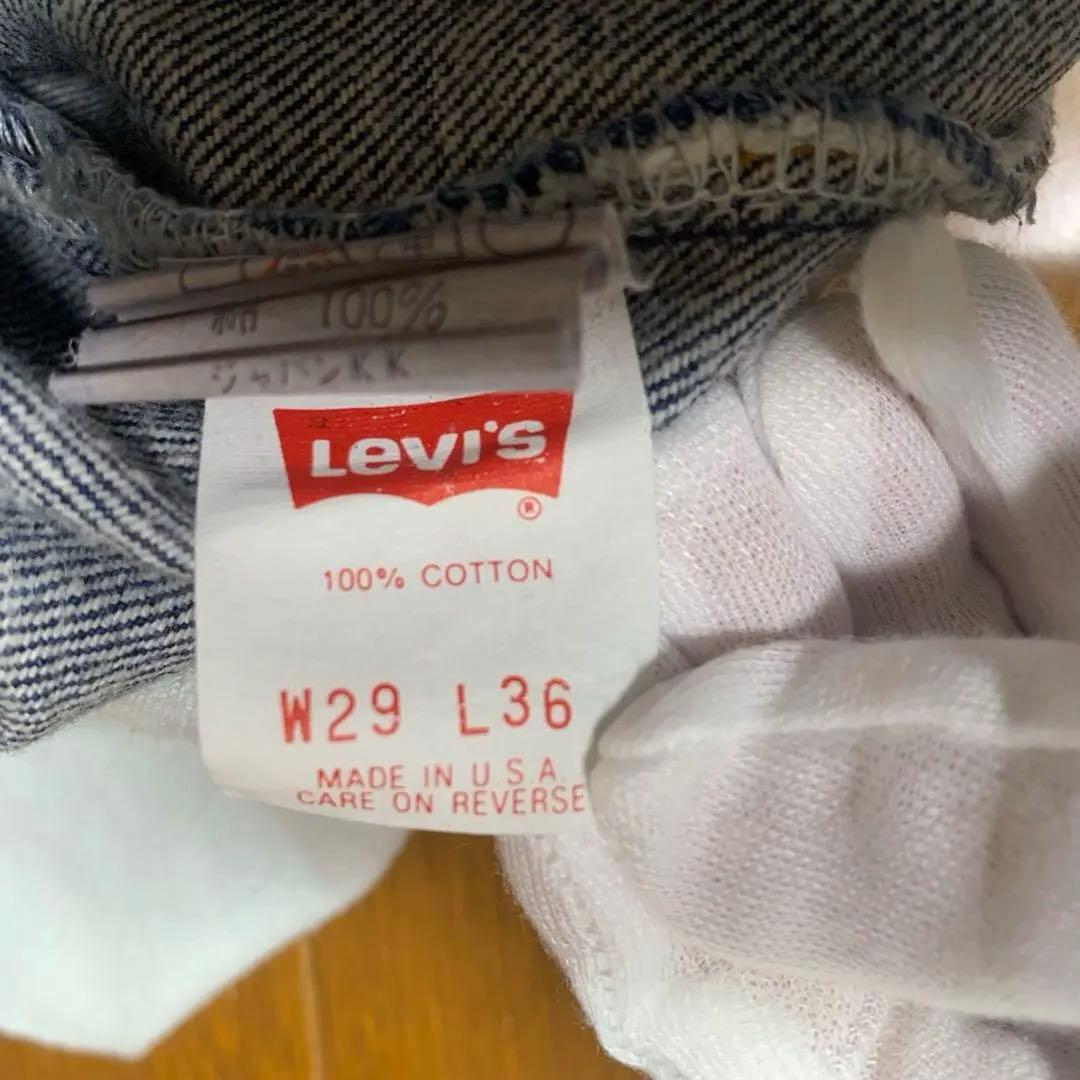 綿 100%
ジャパンKK
Levi's
®
100% COTTON
W29 L36
MADE IN U.S.A.
CARE ON REVERSE